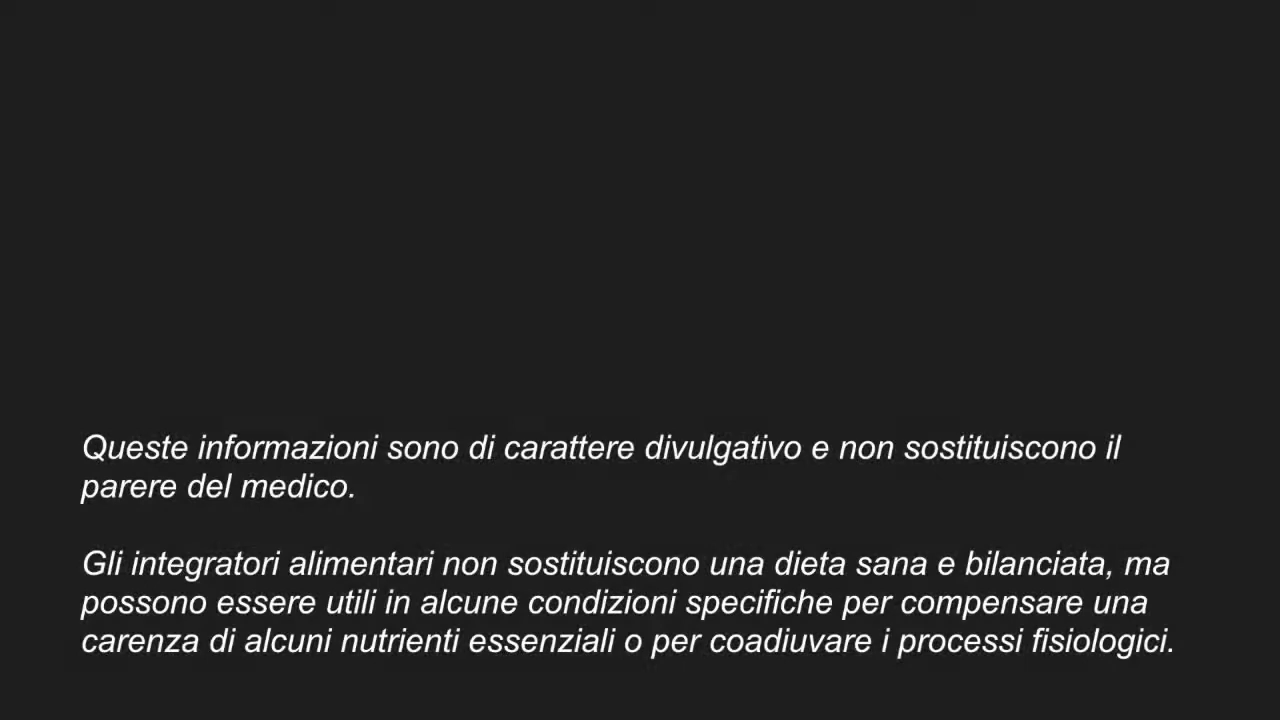 Queste informazioni sono di carattere divulgativo e non sostituiscono il
parere del medico.
Gli integratori alimentari non sostituiscono una dieta sana e bilanciata, ma
possono essere utili in alcune condizioni specifiche per compensare una
carenza di alcuni nutrienti essenziali o per coadiuvare i processi fisiologici.